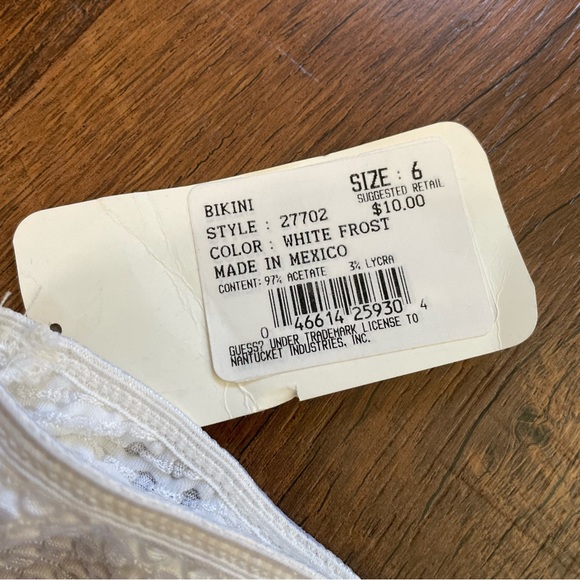 BIKINI
SIZE : 6
SUGGESTED RETAIL
STYLE : 27702
$10.00
COLOR : WHITE FROST
MADE IN MEXICO
CONTENT: 97% ACETATE 3% LYCRA
0 46614 25930 4
GUESS? UNDER TRADEMARK LICENSE TO
NANTUCKET INDUSTRIES, INC.